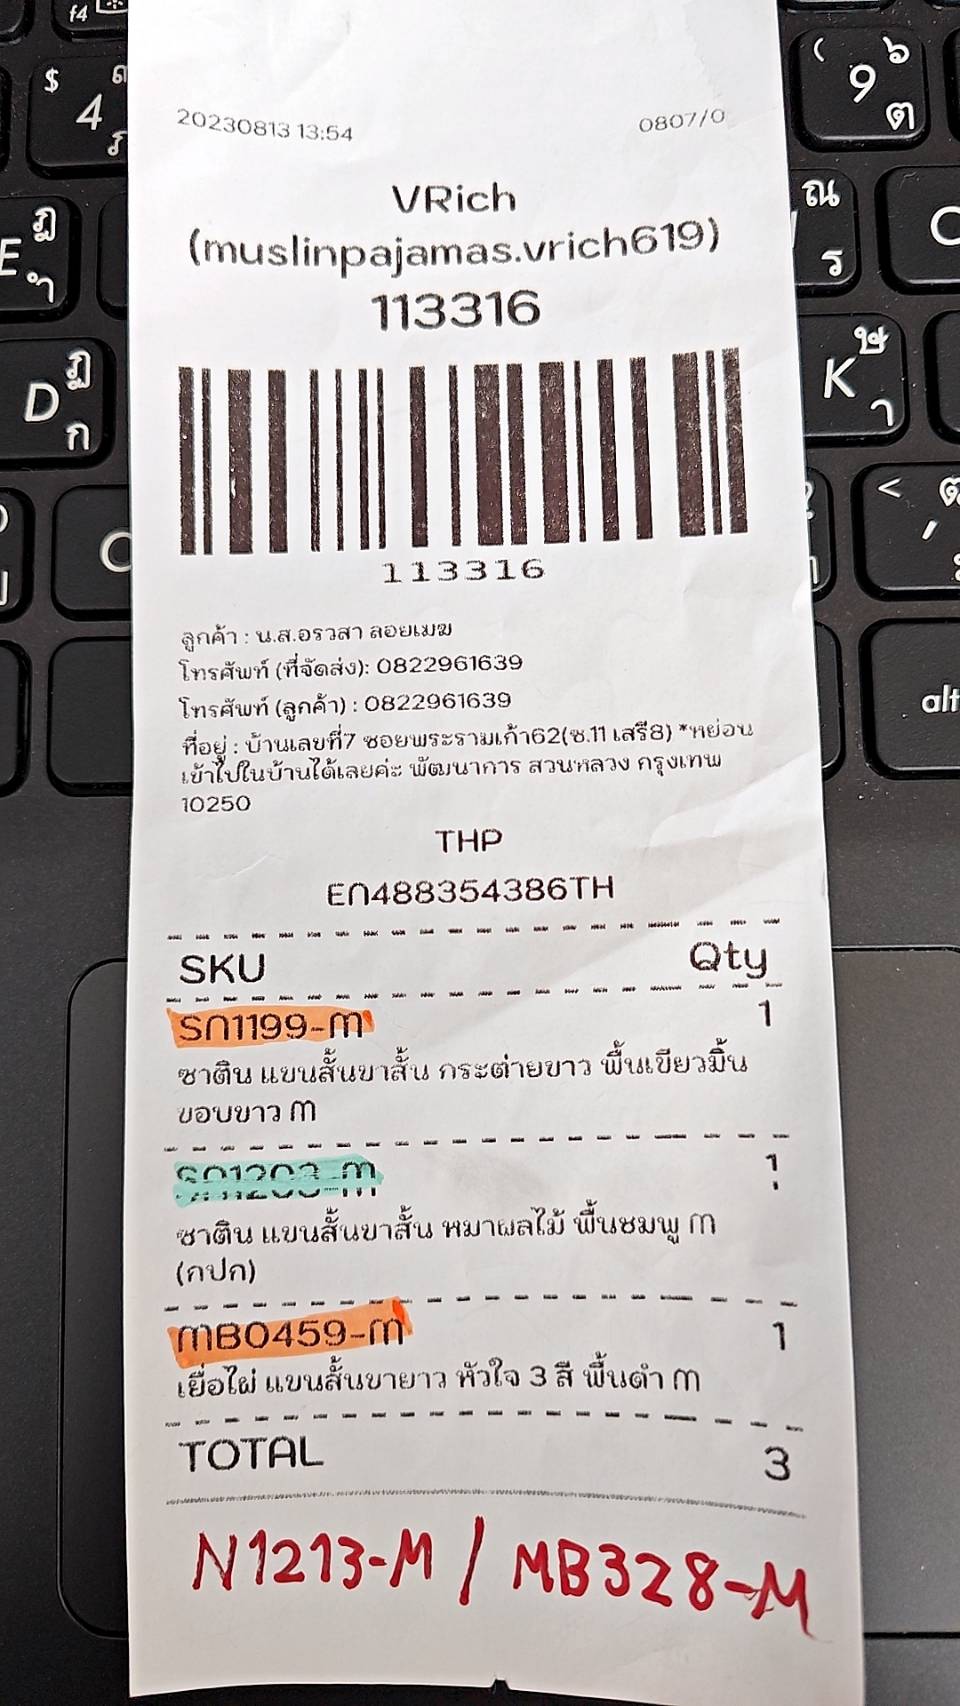 20230813 13:54 0807/0
VRich
(muslinpajamas.vrich619)
113316
113316
ลูกค้า : น.ส.อรวสา ลอยเมฆ
โทรศัพท์ (ที่จัดส่ง): 0822961639
โทรศัพท์ (ลูกค้า) : 0822961639
ที่อยู่ : บ้านเลขที่7 ซอยพระรามเก้า62(ซ.11 เสรี8) *หย่อน
เข้าไปในบ้านได้เลยค่ะ พัฒนาการ สวนหลวง กรุงเทพ
10250
THP
EN488354386TH
SKU Qty
SN1199-M 1
ซาติน แขนสั้นขาสั้น กระต่ายขาว พื้นเขียวมิ้น
ขอบขาว M
SN1203-M 1
ซาติน แขนสั้นขาสั้น หมาผลไม้ พื้นชมพู M
(กปก)
MB0459-M 1
เยื่อไผ่ แขนสั้นขายาว หัวใจ 3 สี พื้นดำ M
TOTAL 3
N1213-M / MB328-M
f4
$ 4
( 9 ต
E
ณ ร
D ฏ ก
K ษ า
<
alt